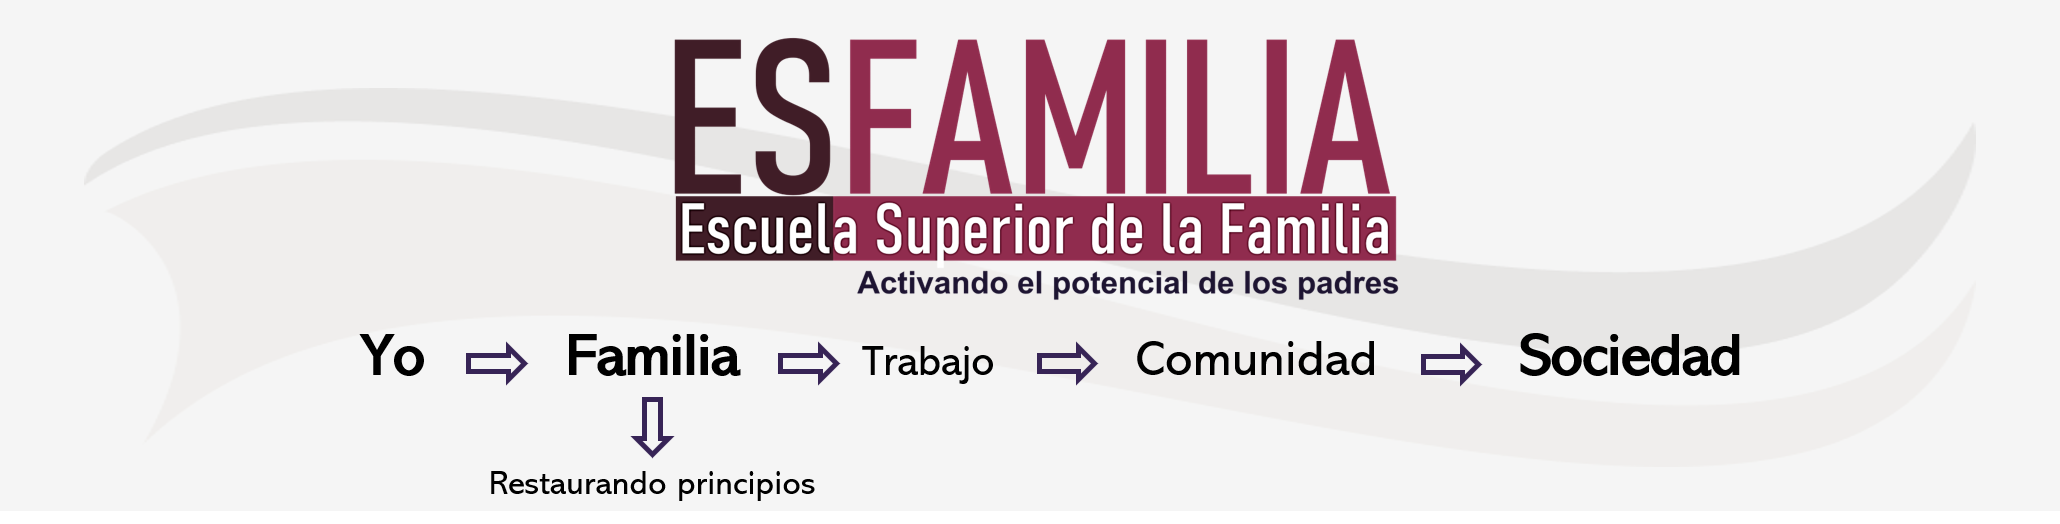 ESFAMILIA
Escuela Superior de la Familia
Activando el potencial de los padres
Yo Familia Trabajo Comunidad Sociedad
Restaurando principios